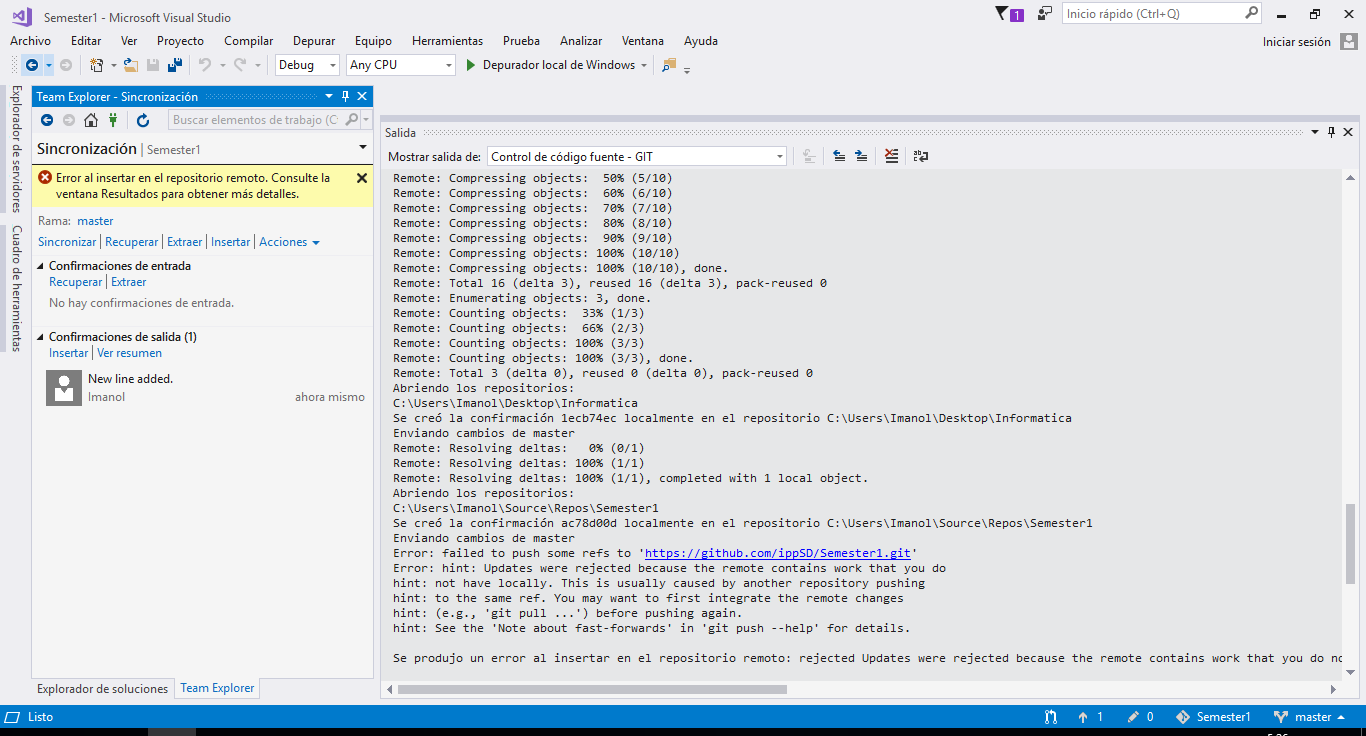 Semester1 - Microsoft Visual Studio
1
Inicio rápido (Ctrl+Q)
Archivo Editar Ver Proyecto Compilar Depurar Equipo Herramientas Prueba Analizar Ventana Ayuda
Iniciar sesión
Debug Any CPU Depurador local de Windows
Explorador de servidores
Cuadro de herramientas
Team Explorer - Sincronización
Buscar elementos de trabajo (C
Sincronización | Semester1
Error al insertar en el repositorio remoto. Consulte la
ventana Resultados para obtener más detalles.
Rama: master
Sincronizar | Recuperar | Extraer | Insertar | Acciones
Confirmaciones de entrada
Recuperar | Extraer
No hay confirmaciones de entrada.
Confirmaciones de salida (1)
Insertar | Ver resumen
New line added.
Imanol ahora mismo
Explorador de soluciones Team Explorer
Salida
Mostrar salida de: Control de código fuente - GIT
Remote: Compressing objects:  50% (5/10)
Remote: Compressing objects:  60% (6/10)
Remote: Compressing objects:  70% (7/10)
Remote: Compressing objects:  80% (8/10)
Remote: Compressing objects:  90% (9/10)
Remote: Compressing objects: 100% (10/10)
Remote: Compressing objects: 100% (10/10), done.
Remote: Total 16 (delta 3), reused 16 (delta 3), pack-reused 0
Remote: Enumerating objects: 3, done.
Remote: Counting objects:  33% (1/3)
Remote: Counting objects:  66% (2/3)
Remote: Counting objects: 100% (3/3)
Remote: Counting objects: 100% (3/3), done.
Remote: Total 3 (delta 0), reused 0 (delta 0), pack-reused 0
Abriendo los repositorios:
C:\Users\Imanol\Desktop\Informatica
Se creó la confirmación 1ecb74ec localmente en el repositorio C:\Users\Imanol\Desktop\Informatica
Enviando cambios de master
Remote: Resolving deltas:   0% (0/1)
Remote: Resolving deltas: 100% (1/1)
Remote: Resolving deltas: 100% (1/1), completed with 1 local object.
Abriendo los repositorios:
C:\Users\Imanol\Source\Repos\Semester1
Se creó la confirmación ac78d00d localmente en el repositorio C:\Users\Imanol\Source\Repos\Semester1
Enviando cambios de master
Error: failed to push some refs to 'https://github.com/ippSD/Semester1.git'
Error: hint: Updates were rejected because the remote contains work that you do
hint: not have locally. This is usually caused by another repository pushing
hint: to the same ref. You may want to first integrate the remote changes
hint: (e.g., 'git pull ...') before pushing again.
hint: See the 'Note about fast-forwards' in 'git push --help' for details.
Se produjo un error al insertar en el repositorio remoto: rejected Updates were rejected because the remote contains work that you do
Listo 1 0 Semester1 master